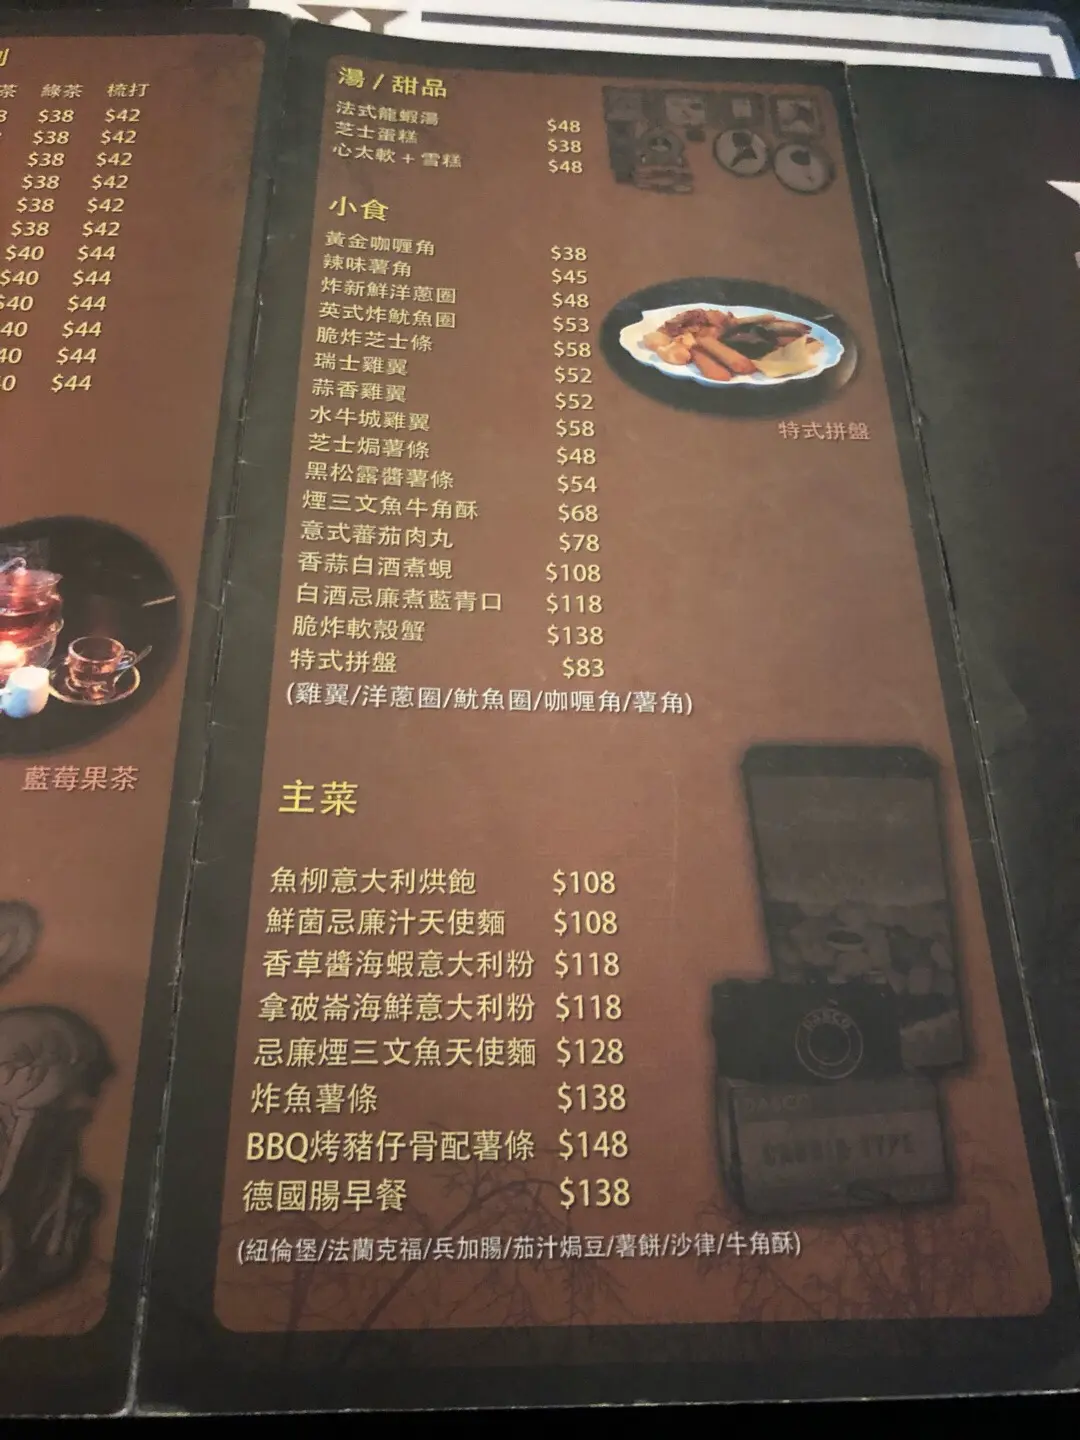 綠茶 梳打
$38 $42
$38 $42
$38 $42
$38 $42
$38 $42
$38 $42
$40 $44
$40 $44
$40 $44
40 $44
40 $44
0 $44
藍莓果茶
湯 / 甜品
法式龍蝦湯 $48
芝士蛋糕 $38
心太軟 + 雪糕 $48
小食
黃金咖喱角 $38
辣味薯角 $45
炸新鮮洋蔥圈 $48
英式炸魷魚圈 $53
脆炸芝士條 $58
瑞士雞翼 $52
蒜香雞翼 $52
水牛城雞翼 $58
芝士焗薯條 $48
黑松露醬薯條 $54
煙三文魚牛角酥 $68
意式蕃茄肉丸 $78
香蒜白酒煮蜆 $108
白酒忌廉煮藍青口 $118
脆炸軟殼蟹 $138
特式拼盤 $83
(雞翼/洋蔥圈/魷魚圈/咖喱角/薯角)
特式拼盤
主菜
魚柳意大利烘飽 $108
鮮菌忌廉汁天使麵 $108
香草醬海蝦意大利粉 $118
拿破崙海鮮意大利粉 $118
忌廉煙三文魚天使麵 $128
炸魚薯條 $138
BBQ烤豬仔骨配薯條 $148
德國腸早餐 $138
(紐倫堡/法蘭克福/兵加腸/茄汁焗豆/薯餅/沙律/牛角酥)